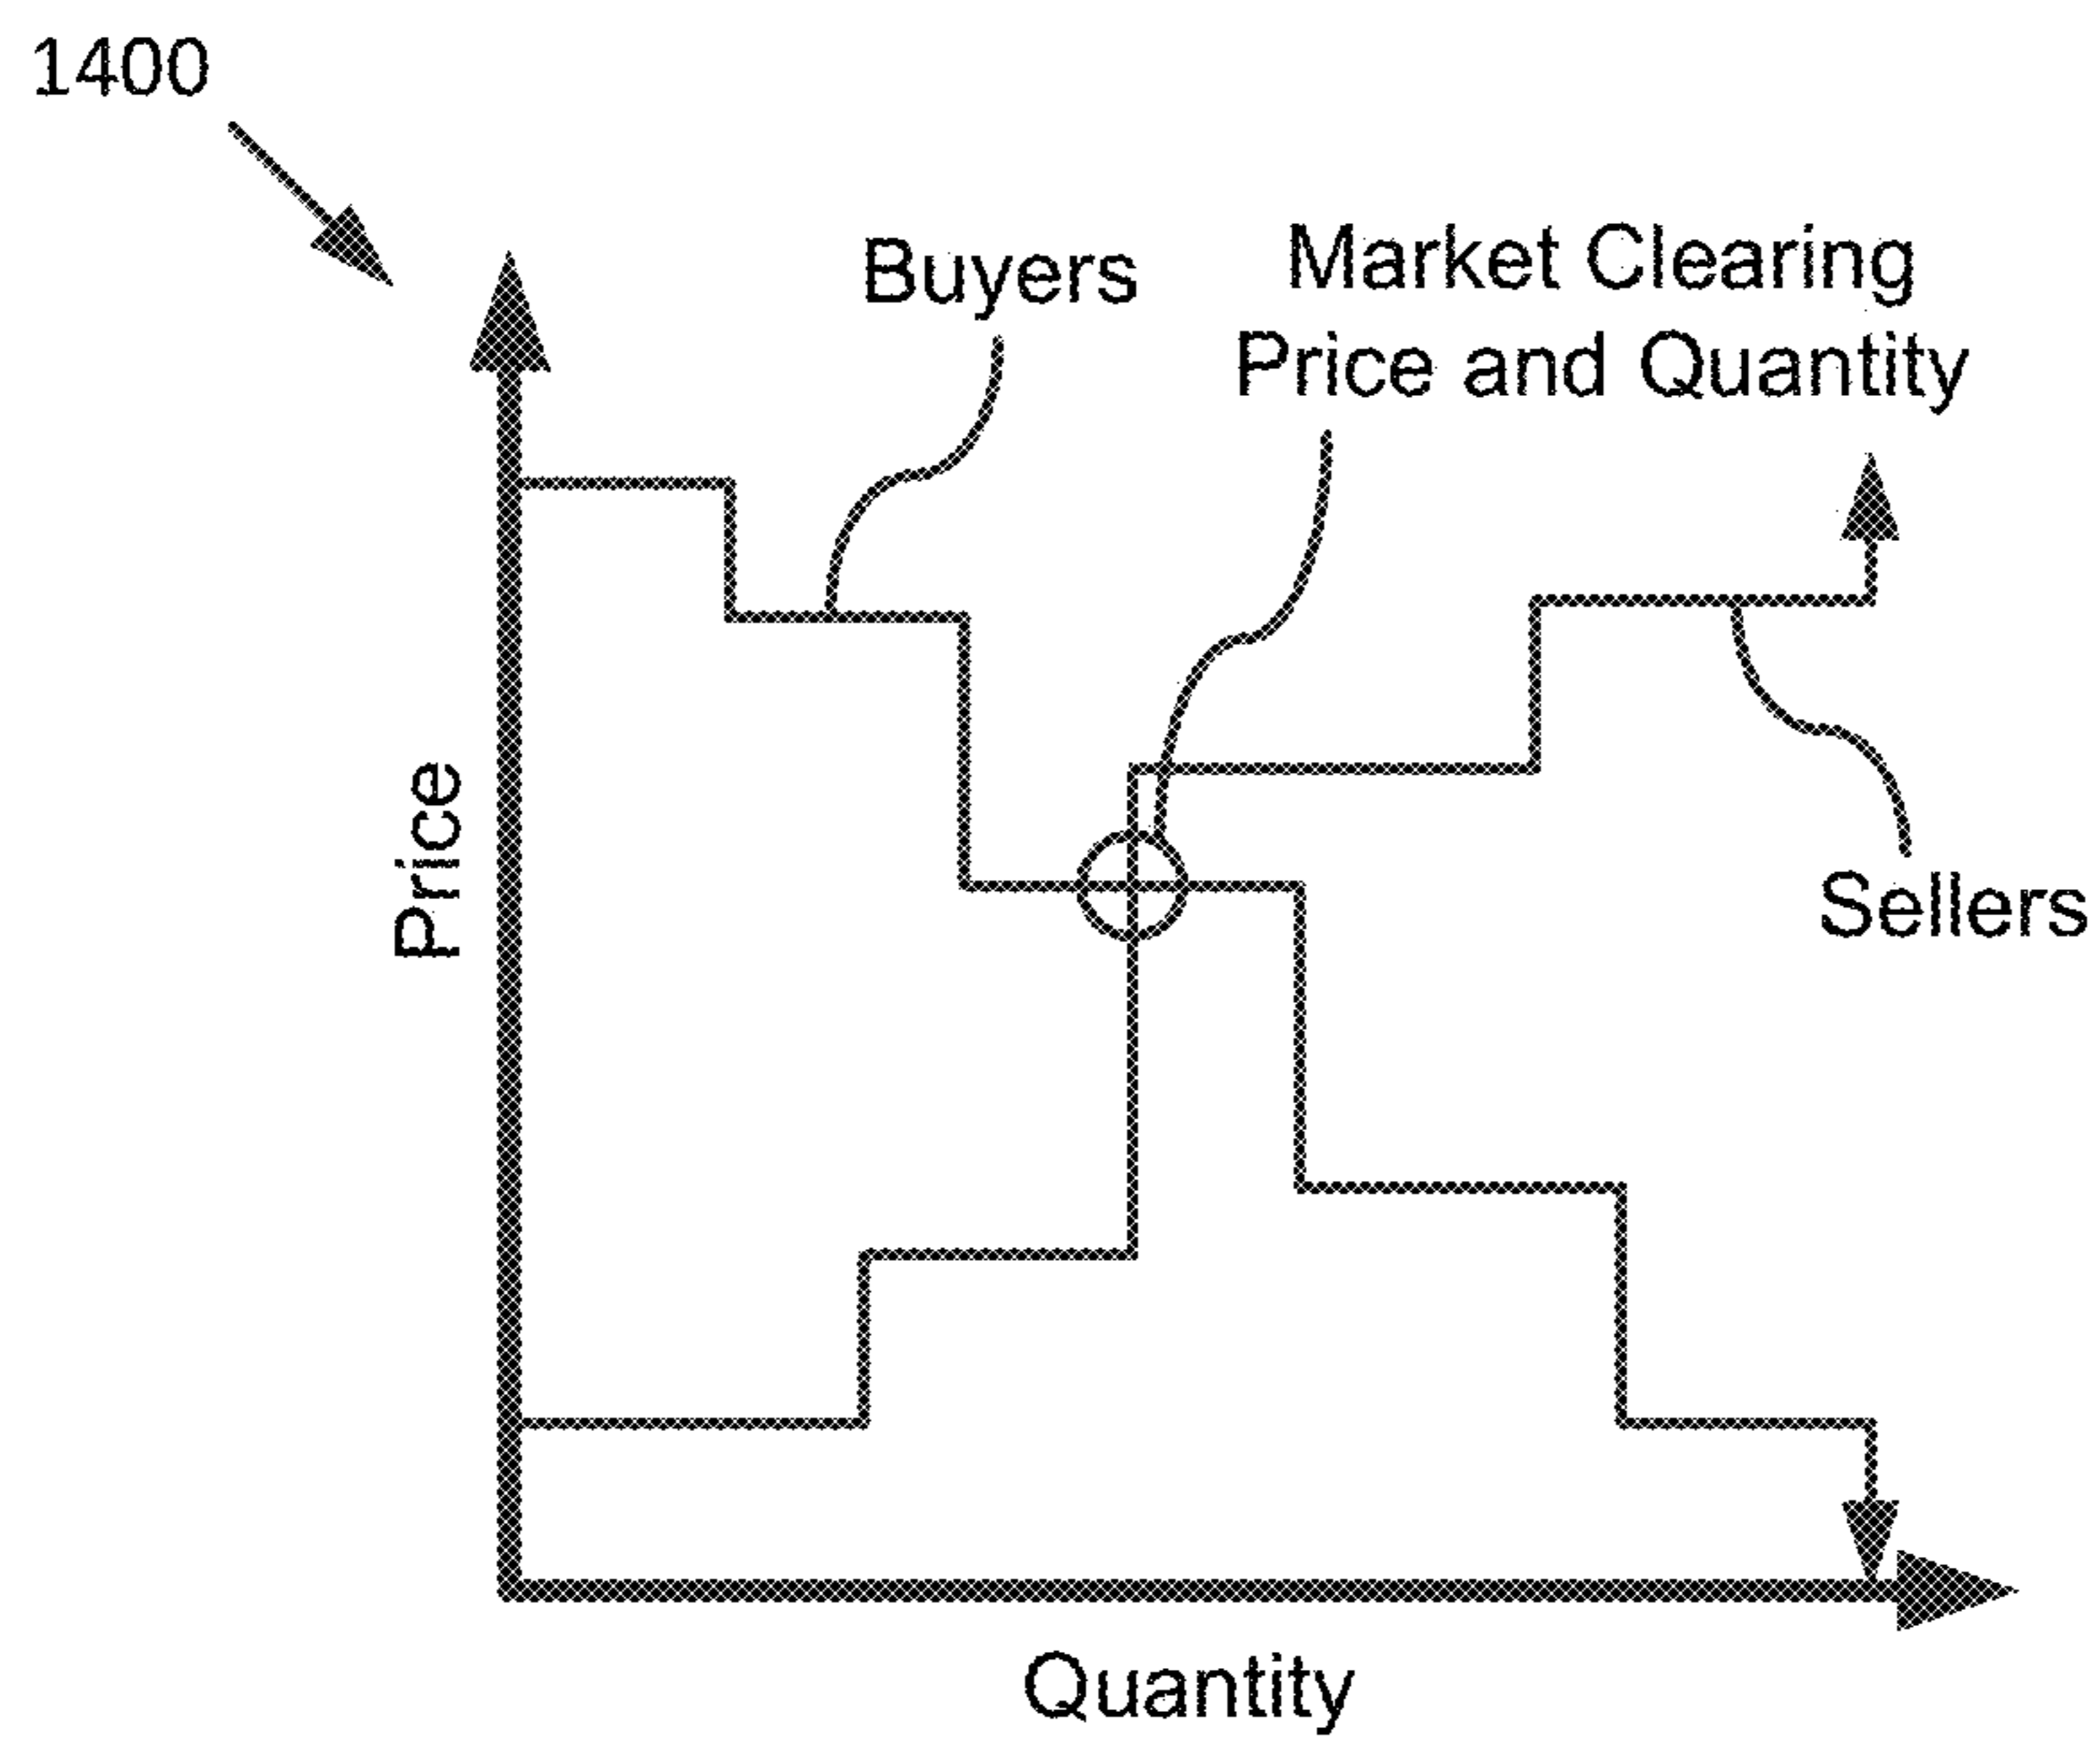 1400
Buyers
Market Clearing
Price and Quantity
Price
Sellers
Quantity